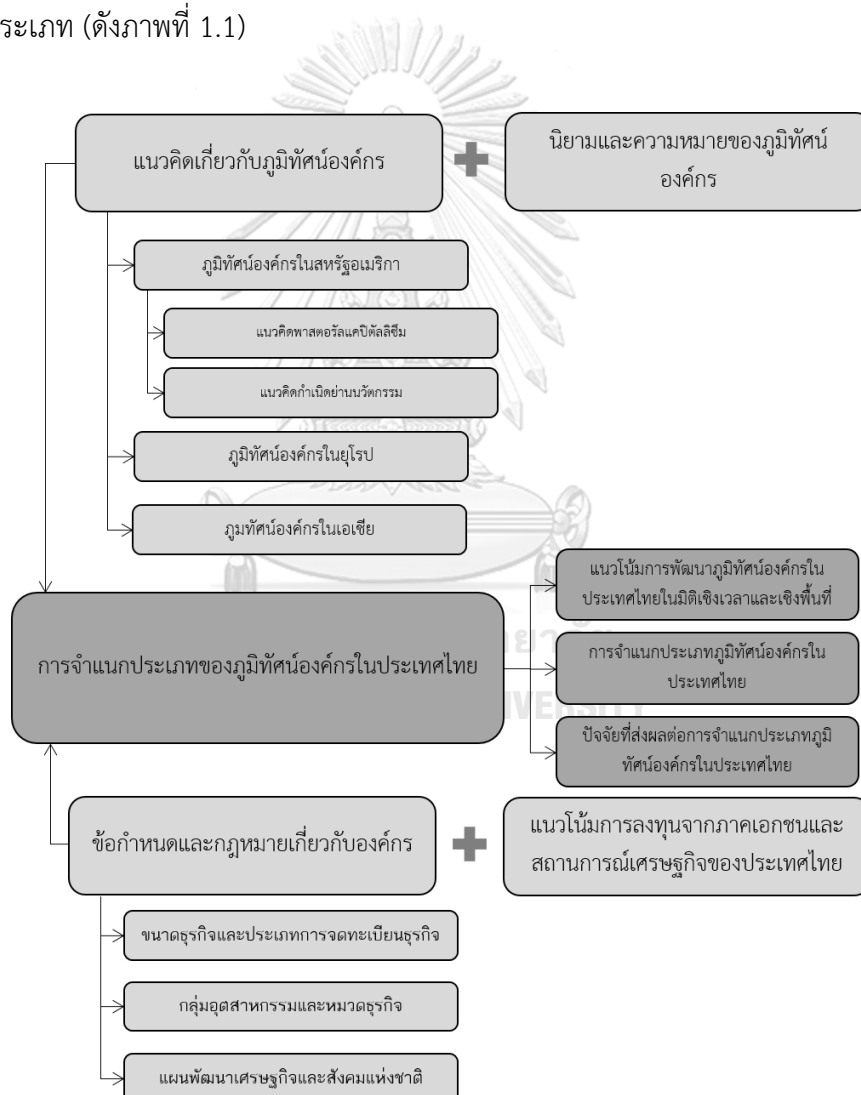 ระเภท (ดังภาพที่ 1.1)
แนวคิดเกี่ยวกับภูมิทัศน์องค์กร
นิยามและความหมายของภูมิทัศน์
องค์กร
ภูมิทัศน์องค์กรในสหรัฐอเมริกา
แนวคิดพาสตอรัลแคปิตัลลิซึม
แนวคิดกำเนิดย่านนวัตกรรม
ภูมิทัศน์องค์กรในยุโรป
ภูมทัศน์องค์กรในเอเชีย
การจำแนกประเภทของภูมิทัศน์องค์กรในประเทศไทย
แนวโน้มการพัฒนาภูมิทัศน์องค์กรใน
ประเทศไทยในมิติเชิงเวลาและเชิงพื้นที่
การจำแนกประเภทภูมิทัศน์องค์กรใน
ประเทศไทย
ปัจจัยที่ส่งผลต่อการจำแนกประเภทภูมิ
ทัศน์องค์กรในประเทศไทย
ข้อกำหนดและกฎหมายเกี่ยวกับองค์กร
แนวโน้มการลงทุนจากภาคเอกชนและ
สถานการณ์เศรษฐกิจของประเทศไทย
ขนาดธุรกิจและประเภทการจดทะเบียนธุรกิจ
กลุ่มอุตสาหกรรมและหมวดธุรกิจ
แผนพัฒนาเศรษฐกิจและสังคมแห่งชาติ